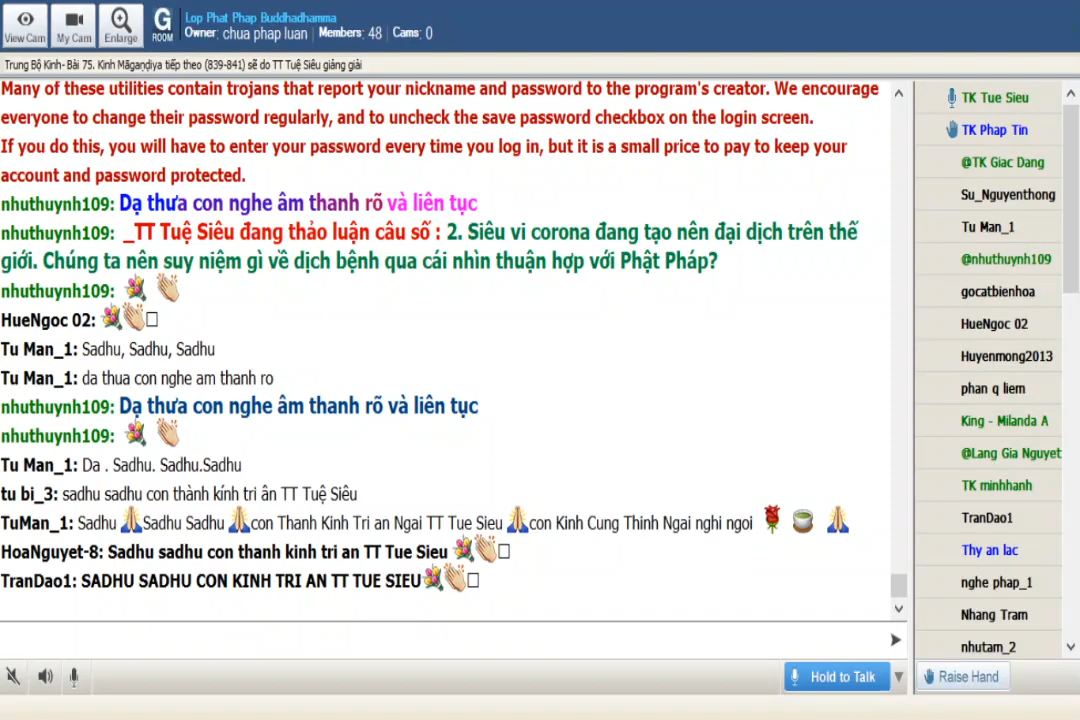 View Cam
My Cam
Enlarge
G
ROOM
Lop Phat Phap Buddhadhamma
Owner: chua phap luan | Members: 48 | Cams: 0
Trung Bộ Kinh- Bài 75. Kinh Māgaṇḍiya tiếp theo (839-841) sẽ do TT Tuệ Siêu giảng giải
Many of these utilities contain trojans that report your nickname and password to the program's creator. We encourage
everyone to change their password regularly, and to uncheck the save password checkbox on the login screen.
If you do this, you will have to enter your password every time you log in, but it is a small price to pay to keep your
account and password protected.
nhuthuynh109: Dạ thưa con nghe âm thanh rõ và liên tục
nhuthuynh109: _TT Tuệ Siêu đang thảo luận câu số : 2. Siêu vi corona đang tạo nên đại dịch trên thế
giới. Chúng ta nên suy niệm gì về dịch bệnh qua cái nhìn thuận hợp với Phật Pháp?
nhuthuynh109: 💐 👏
HueNgoc 02: 💐👏□
Tu Man_1: Sadhu, Sadhu, Sadhu
Tu Man_1: da thua con nghe am thanh ro
nhuthuynh109: Dạ thưa con nghe âm thanh rõ và liên tục
nhuthuynh109: 💐 👏
Tu Man_1: Da . Sadhu. Sadhu.Sadhu
tu bi_3: sadhu sadhu con thành kính tri ân TT Tuệ Siêu
TuMan_1: Sadhu 🙏Sadhu Sadhu 🙏con Thanh Kinh Tri an Ngai TT Tue Sieu 🙏con Kinh Cung Thinh Ngai nghi ngoi 🌹 🍵 🙏
HoaNguyet-8: Sadhu sadhu con thanh kinh tri an TT Tue Sieu 💐👏□
TranDao1: SADHU SADHU CON KINH TRI AN TT TUE SIEU💐👏□
TK Tue Sieu
TK Phap Tin
@TK Giac Dang
Su_Nguyenthong
Tu Man_1
@nhuthuynh109
gocatbienhoa
HueNgoc 02
Huyenmong2013
phan q liem
King - Milanda A
@Lang Gia Nguyet
TK minhhanh
TranDao1
Thy an lac
nghe phap_1
Nhang Tram
nhutam_2
Hold to Talk
Raise Hand